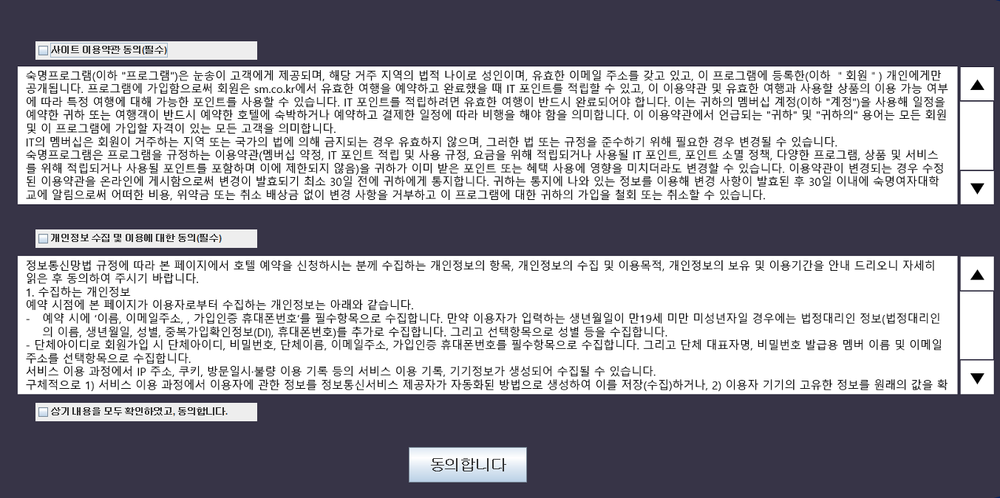 사이트 이용약관 동의(필수)
숙명프로그램(이하 "프로그램")은 눈송이 고객에게 제공되며, 해당 거주 지역의 법적 나이로 성인이며, 유효한 이메일 주소를 갖고 있고, 이 프로그램에 등록한(이하 " 회원 " ) 개인에게만
공개됩니다. 프로그램에 가입함으로써 회원은 sm.co.kr에서 유효한 여행을 예약하고 완료했을 때 IT 포인트를 적립할 수 있고, 이 이용약관 및 유효한 여행과 사용할 상품의 이용 가능 여부
에 따라 특정 여행에 대해 가능한 포인트를 사용할 수 있습니다. IT 포인트를 적립하려면 유효한 여행이 반드시 완료되어야 합니다. 이는 귀하의 멤버십 계정(이하 "계정")을 사용해 일정을
예약한 귀하 또는 여행객이 반드시 예약한 호텔에 숙박하거나 예약하고 결제한 일정에 따라 비행을 해야 함을 의미합니다. 이 이용약관에서 언급되는 "귀하" 및 "귀하의" 용어는 모든 회원
및 이 프로그램에 가입할 자격이 있는 모든 고객을 의미합니다.
IT의 멤버십은 회원이 거주하는 지역 또는 국가의 법에 의해 금지되는 경우 유효하지 않으며, 그러한 법 또는 규정을 준수하기 위해 필요한 경우 변경될 수 있습니다.
숙명프로그램은 프로그램을 규정하는 이용약관(멤버십 약정, IT 포인트 적립 및 사용 규정, 요금을 위해 적립되거나 사용될 IT 포인트, 포인트 소멸 정책, 다양한 프로그램, 상품 및 서비스
를 위해 적립되거나 사용될 포인트를 포함하며 이에 제한되지 않음)을 귀하가 이미 받은 포인트 또는 혜택 사용에 영향을 미치더라도 변경할 수 있습니다. 이용약관이 변경되는 경우 수정
된 이용약관을 온라인에 게시함으로써 변경이 발효되기 최소 30일 전에 귀하에게 통지합니다. 귀하는 통지에 나와 있는 정보를 이용해 변경 사항이 발효된 후 30일 이내에 숙명여자대학
교에 알림으로써 어떠한 비용, 위약금 또는 취소 배상금 없이 변경 사항을 거부하고 이 프로그램에 대한 귀하의 가입을 철회 또는 취소할 수 있습니다.
개인정보 수집 및 이용에 대한 동의(필수)
정보통신망법 규정에 따라 본 페이지에서 호텔 예약을 신청하시는 분께 수집하는 개인정보의 항목, 개인정보의 수집 및 이용목적, 개인정보의 보유 및 이용기간을 안내 드리오니 자세히
읽은 후 동의하여 주시기 바랍니다.
1. 수집하는 개인정보
예약 시점에 본 페이지가 이용자로부터 수집하는 개인정보는 아래와 같습니다.
- 예약 시에 '이름, 이메일주소, , 가입인증 휴대폰번호'를 필수항목으로 수집합니다. 만약 이용자가 입력하는 생년월일이 만19세 미만 미성년자일 경우에는 법정대리인 정보(법정대리인
의 이름, 생년월일, 성별, 중복가입확인정보(DI), 휴대폰번호)를 추가로 수집합니다. 그리고 선택항목으로 성별 등을 수집합니다.
- 단체아이디로 회원가입 시 단체아이디, 비밀번호, 단체이름, 이메일주소, 가입인증 휴대폰번호를 필수항목으로 수집합니다. 그리고 단체 대표자명, 비밀번호 발급용 멤버 이름 및 이메일
주소를 선택항목으로 수집합니다.
서비스 이용 과정에서 IP 주소, 쿠키, 방문일시·불량 이용 기록 등의 서비스 이용 기록, 기기정보가 생성되어 수집될 수 있습니다.
구체적으로 1) 서비스 이용 과정에서 이용자에 관한 정보를 정보통신서비스 제공자가 자동화된 방법으로 생성하여 이를 저장(수집)하거나, 2) 이용자 기기의 고유한 정보를 원래의 값을 확
상기 내용을 모두 확인하였고, 동의합니다.
동의합니다